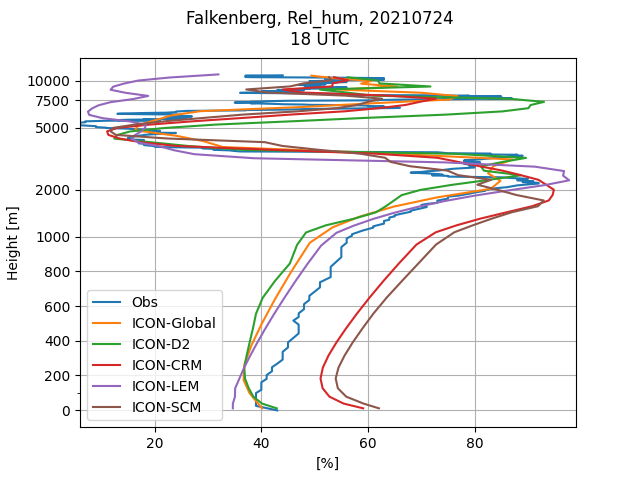 Falkenberg, Rel_hum, 20210724
18 UTC
10000
7500
5000
2000
1000
800
600
400
200
0
Height [m]
Obs
ICON-Global
ICON-D2
ICON-CRM
ICON-LEM
ICON-SCM
20
40
60
80
[%]